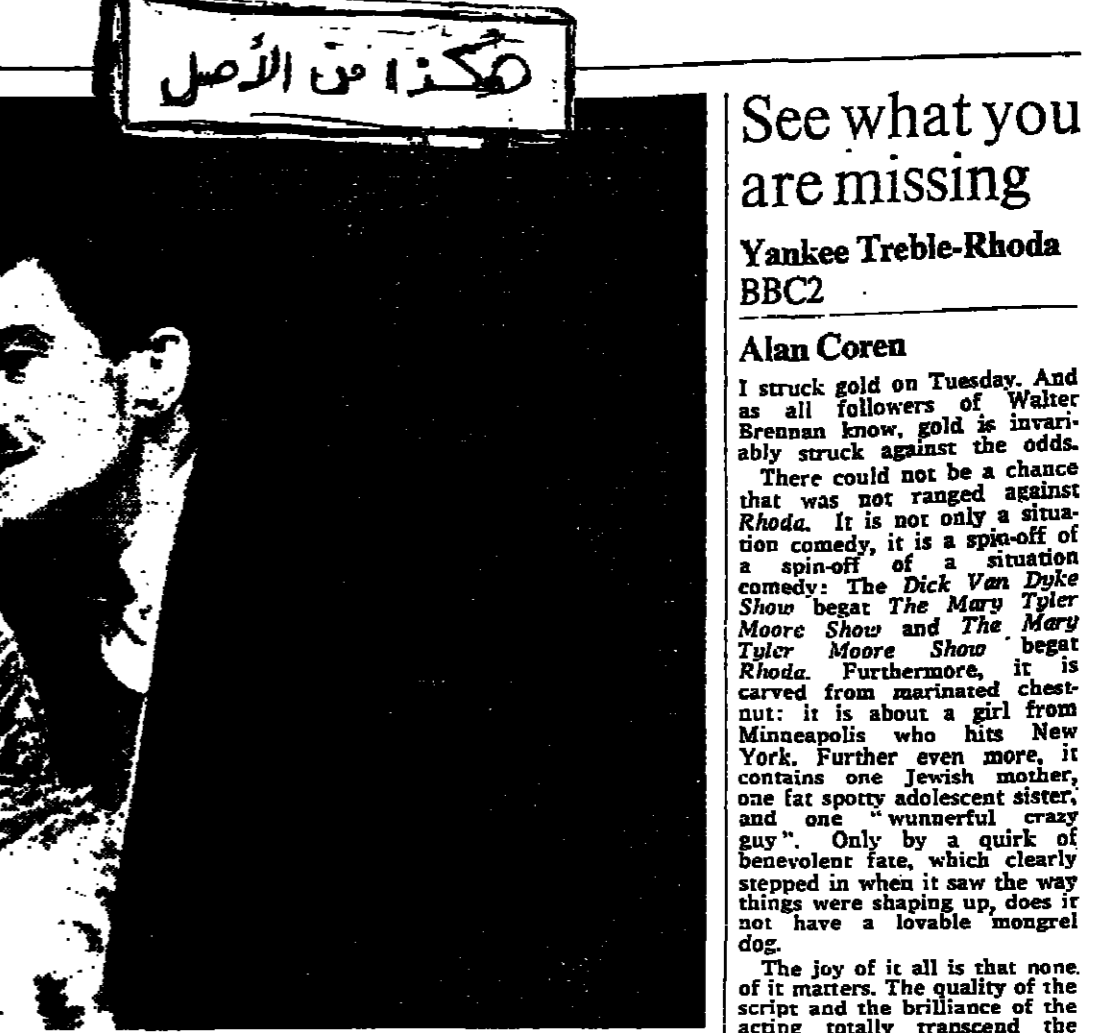 هكذا من الأصل
See what you
are missing
Yankee Treble-Rhoda
BBC2
Alan Coren
I struck gold on Tuesday. And
as all followers of Walter
Brennan know, gold is invari-
ably struck against the odds.
There could not be a chance
that was not ranged against
Rhoda. It is not only a situa-
tion comedy, it is a spin-off of
a spin-off of a situation
comedy: The Dick Van Dyke
Show begat The Mary Tyler
Moore Show and The Mary
Tyler Moore Show begat
Rhoda. Furthermore, it is
carved from marinated chest-
nut: it is about a girl from
Minneapolis who hits New
York. Further even more, it
contains one Jewish mother,
one fat spotty adolescent sister,
and one "wunnerful crazy
guy". Only by a quirk of
benevolent fate, which clearly
stepped in when it saw the way
things were shaping up, does it
not have a lovable mongrel
dog.
The joy of it all is that none
of it matters. The quality of the
script and the brilliance of the
acting totally transcend the